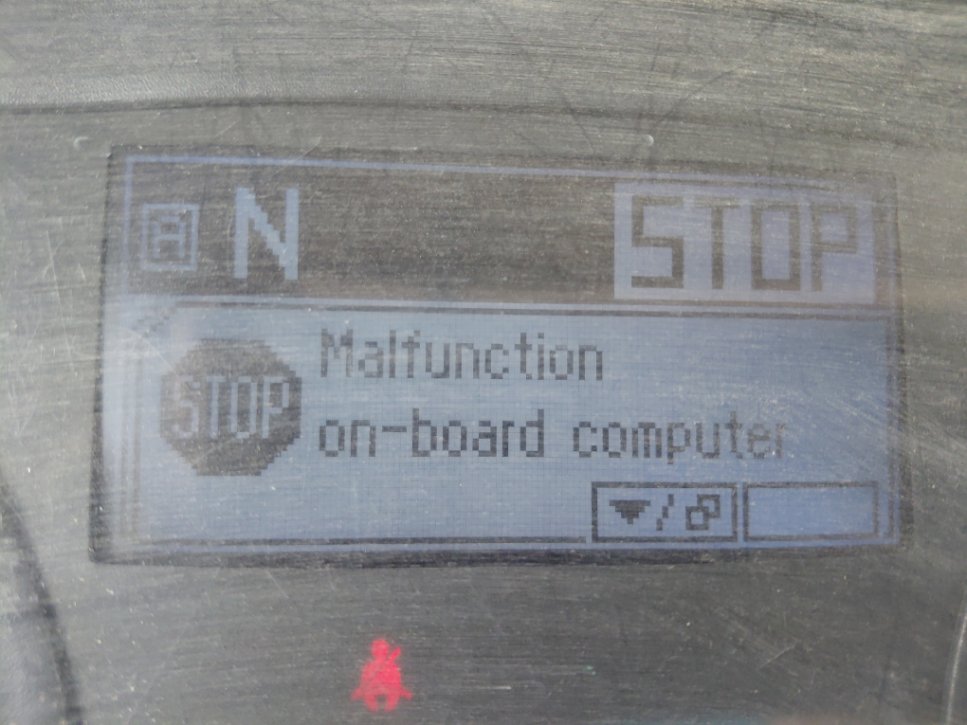 A N STOP
STOP
Malfunction
on-board computer